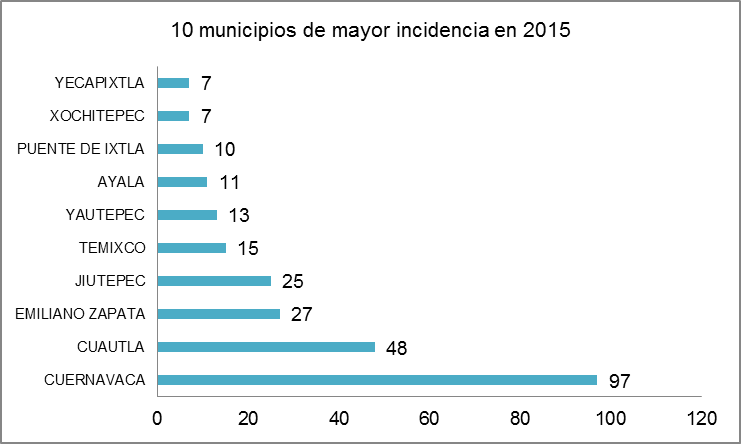 10 municipios de mayor incidencia en 2015
YECAPIXTLA 7
XOCHITEPEC 7
PUENTE DE IXTLA 10
AYALA 11
YAUTEPEC 13
TEMIXCO 15
JIUTEPEC 25
EMILIANO ZAPATA 27
CUAUTLA 48
CUERNAVACA 97
0 20 40 60 80 100 120